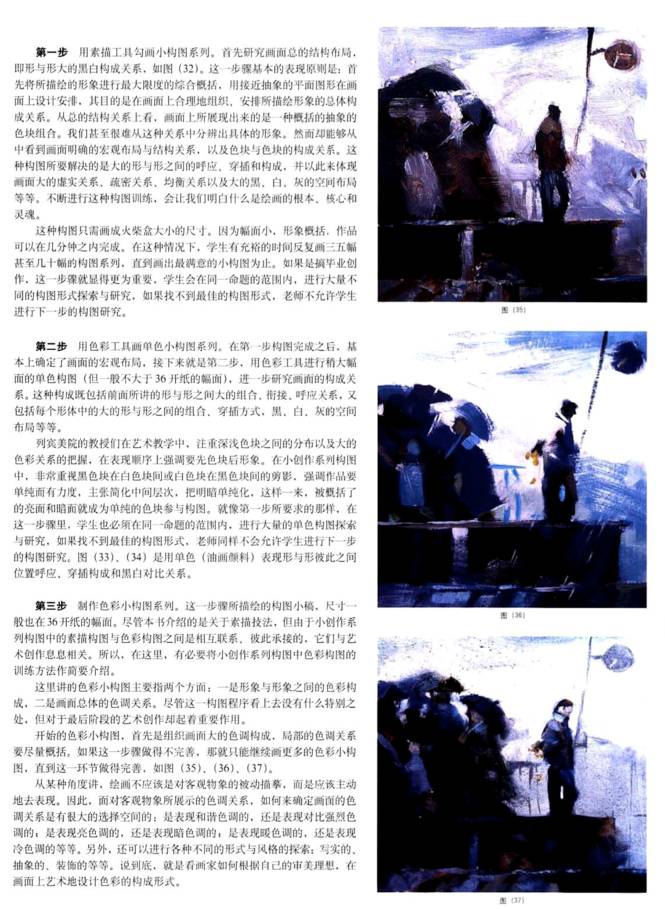 第一步　用素描工具勾画小构图系列。首先研究画面总的结构布局，
即形与形大的黑白构成关系，如图（32）。这一步骤基本的表现原则是：首
先将所描绘的形象进行最大限度的综合概括，用接近抽象的平面图形在画
面上设计安排，其目的是在画面上合理地组织、安排所描绘形象的总体构
成关系。从总的结构关系上看，画面上所展现出来的是一种概括的抽象的
色块组合。我们甚至很难从这种关系中分辨出具体的形象。然而却能够从
中看到画面明确的宏观布局与结构关系，以及色块与色块的构成关系。这
种构图所要解决的是大的形与形之间的呼应、穿插和构成，并以此来体现
画面大的虚实关系、疏密关系、均衡关系以及大的黑、白、灰的空间布局
等等。不断进行这种构图训练，会让我们明白什么是绘画的根本、核心和
灵魂。
这种构图只需画成火柴盒大小的尺寸。因为幅面小，形象概括，作品
可以在几分钟之内完成。在这种情况下，学生有充裕的时间反复画三五幅
甚至几十幅的构图系列，直到画出最满意的小构图为止。如果是搞毕业创
作，这一步骤就显得更为重要，学生会在同一命题的范围内，进行大量不
同的构图形式探索与研究，如果找不到最佳的构图形式，老师不允许学生
进行下一步的构图研究。
第二步　用色彩工具画单色小构图系列。在第一步构图完成之后，基
本上确定了画面的宏观布局，接下来就是第二步，用色彩工具进行稍大幅
面的单色构图（但一般不大于36开纸的幅面），进一步研究画面的构成关
系。这种构成既包括前面所讲的形与形之间大的组合、衔接、呼应关系，又
包括每个形体中的大的形与形之间的组合、穿插方式，黑、白、灰的空间
布局等等。
列宾美院的教授们在艺术教学中，注重深浅色块之间的分布以及大的
色彩关系的把握，在表现顺序上强调要先色块后形象。在小创作系列构图
中，非常重视黑色块在白色块间或白色块在黑色块间的剪影，强调作品要
单纯而有力度，主张简化中间层次，把明暗单纯化，这样一来，被概括了
的亮面和暗面就成为单纯的色块参与构图。就像第一步所要求的那样，在
这一步骤里，学生也必须在同一命题的范围内，进行大量的单色构图探索
与研究，如果找不到最佳的构图形式，老师同样不会允许学生进行下一步
的构图研究。图（33）、（34）是用单色（油画颜料）表现形与形彼此之间
位置呼应、穿插构成和黑白对比关系。
第三步　制作色彩小构图系列。这一步骤所描绘的构图小稿，尺寸一
般也在36开纸的幅面。尽管本书介绍的是关于素描技法，但由于小创作系
列构图中的素描构图与色彩构图之间是相互联系、彼此承接的，它们与艺
术创作息息相关。所以，在这里，有必要将小创作系列构图中色彩构图的
训练方法作简要介绍。
这里讲的色彩小构图主要指两个方面：一是形象与形象之间的色彩构
成，二是画面总体的色调关系。尽管这一构图程序看上去没有什么特别之
处，但对于最后阶段的艺术创作却起着重要作用。
开始的色彩小构图，首先是组织画面大的色调构成，局部的色调关系
要尽量概括。如果这一步骤做得不完善，那就只能继续画更多的色彩小构
图，直到这一环节做得完善，如图（35）、（36）、（37）。
从某种角度讲，绘画不应该是对客观物象的被动描摹，而是应该主动
地去表现。因此，面对客观物象所展示的色调关系，如何来确定画面的色
调关系是有很大的选择空间的：是表现和谐色调的，还是表现对比强烈色
调的；是表现亮色调的，还是表现暗色调的；是表现暖色调的，还是表现
冷色调的等等。另外，还可以进行各种不同的形式与风格的探索：写实的、
抽象的、装饰的等等。说到底，就是看画家如何根据自己的审美理想，在
画面上艺术地设计色彩的构成形式。
图（35）
图（36）
图（37）